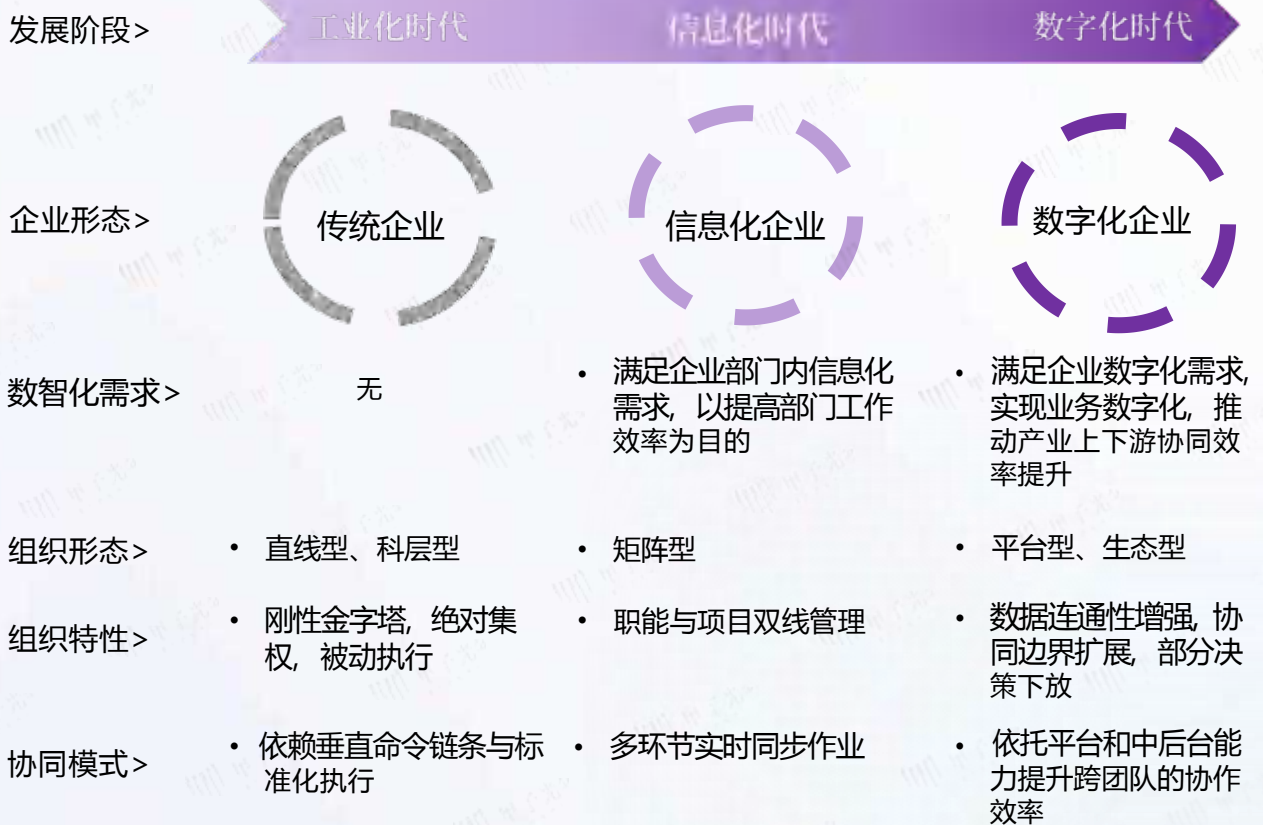 发展阶段>
工业化时代
信息化时代
数字化时代
企业形态>
传统企业
信息化企业
数字化企业
数智化需求>
无
• 满足企业部门内信息化
需求，以提高部门工作
效率为目的
• 满足企业数字化需求,
实现业务数字化，推
动产业上下游协同效
率提升
组织形态>
• 直线型、科层型
• 矩阵型
• 平台型、生态型
组织特性>
• 刚性金字塔，绝对集
权，被动执行
• 职能与项目双线管理
• 数据连通性增强，协
同边界扩展，部分决
策下放
协同模式>
• 依赖垂直命令链条与标
准化执行
• 多环节实时同步作业
• 依托平台和中后台能
力提升跨团队的协作
效率